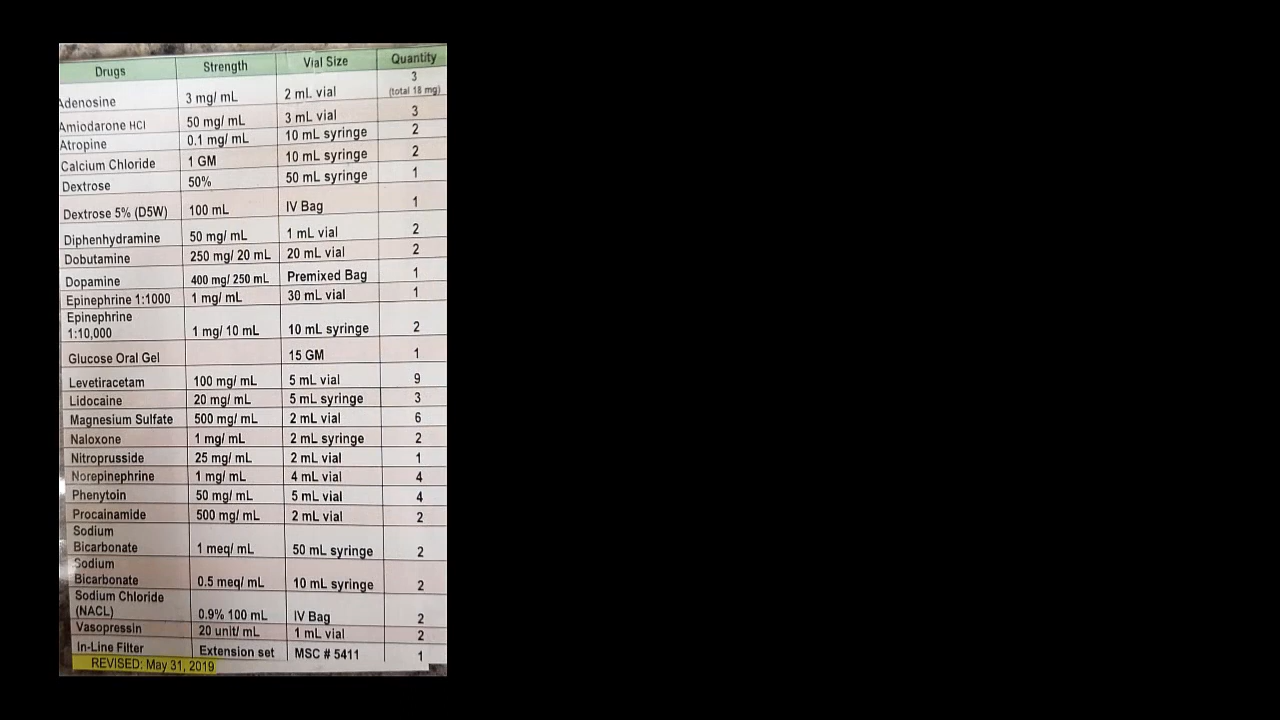 Drugs Strength Vial Size Quantity
Adenosine 3 mg/ mL 2 mL vial 3
(total 18 mg)
Amiodarone HCl 50 mg/ mL 3 mL vial 3
Atropine 0.1 mg/ mL 10 mL syringe 2
Calcium Chloride 1 GM 10 mL syringe 2
Dextrose 50% 50 mL syringe 1
Dextrose 5% (D5W) 100 mL IV Bag 1
Diphenhydramine 50 mg/ mL 1 mL vial 2
Dobutamine 250 mg/ 20 mL 20 mL vial 2
Dopamine 400 mg/ 250 mL Premixed Bag 1
Epinephrine 1:1000 1 mg/ mL 30 mL vial 1
Epinephrine
1:10,000 1 mg/ 10 mL 10 mL syringe 2
Glucose Oral Gel 15 GM 1
Levetiracetam 100 mg/ mL 5 mL vial 9
Lidocaine 20 mg/ mL 5 mL syringe 3
Magnesium Sulfate 500 mg/ mL 2 mL vial 6
Naloxone 1 mg/ mL 2 mL syringe 2
Nitroprusside 25 mg/ mL 2 mL vial 1
Norepinephrine 1 mg/ mL 4 mL vial 4
Phenytoin 50 mg/ mL 5 mL vial 4
Procainamide 500 mg/ mL 2 mL vial 2
Sodium
Bicarbonate 1 meq/ mL 50 mL syringe 2
Sodium
Bicarbonate 0.5 meq/ mL 10 mL syringe 2
Sodium Chloride
(NACL) 0.9% 100 mL IV Bag 2
Vasopressin 20 unit/ mL 1 mL vial 2
In-Line Filter Extension set MSC # 5411 1
REVISED: May 31, 2019